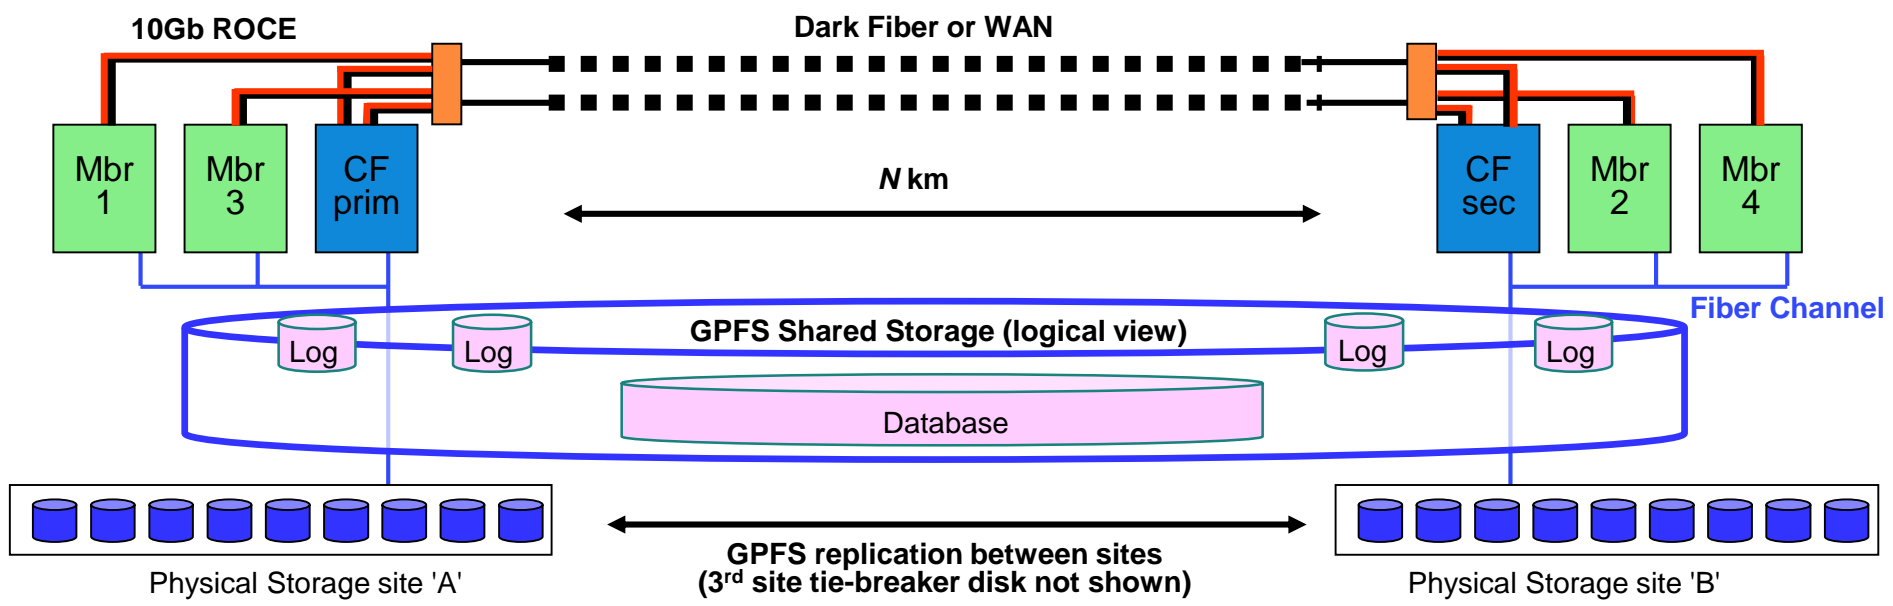 10Gb ROCE
Dark Fiber or WAN
Mbr
1
Mbr
3
CF
prim
N km
CF
sec
Mbr
2
Mbr
4
Fiber Channel
GPFS Shared Storage (logical view)
Log
Log
Log
Log
Database
GPFS replication between sites
(3rd site tie-breaker disk not shown)
Physical Storage site 'A'
Physical Storage site 'B'